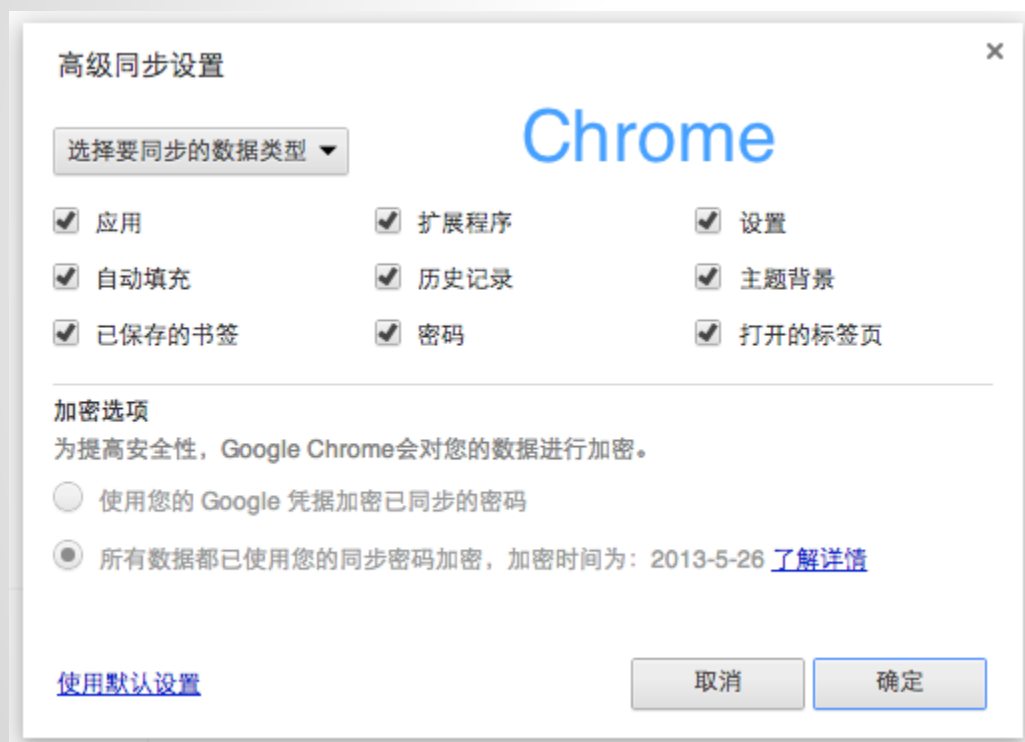 高级同步设置
×
选择要同步的数据类型
Chrome
应用 扩展程序 设置
自动填充 历史记录 主题背景
已保存的书签 密码 打开的标签页
加密选项
为提高安全性，Google Chrome会对您的数据进行加密。
使用您的 Google 凭据加密已同步的密码
所有数据都已使用您的同步密码加密，加密时间为：2013-5-26 了解详情
使用默认设置 取消 确定